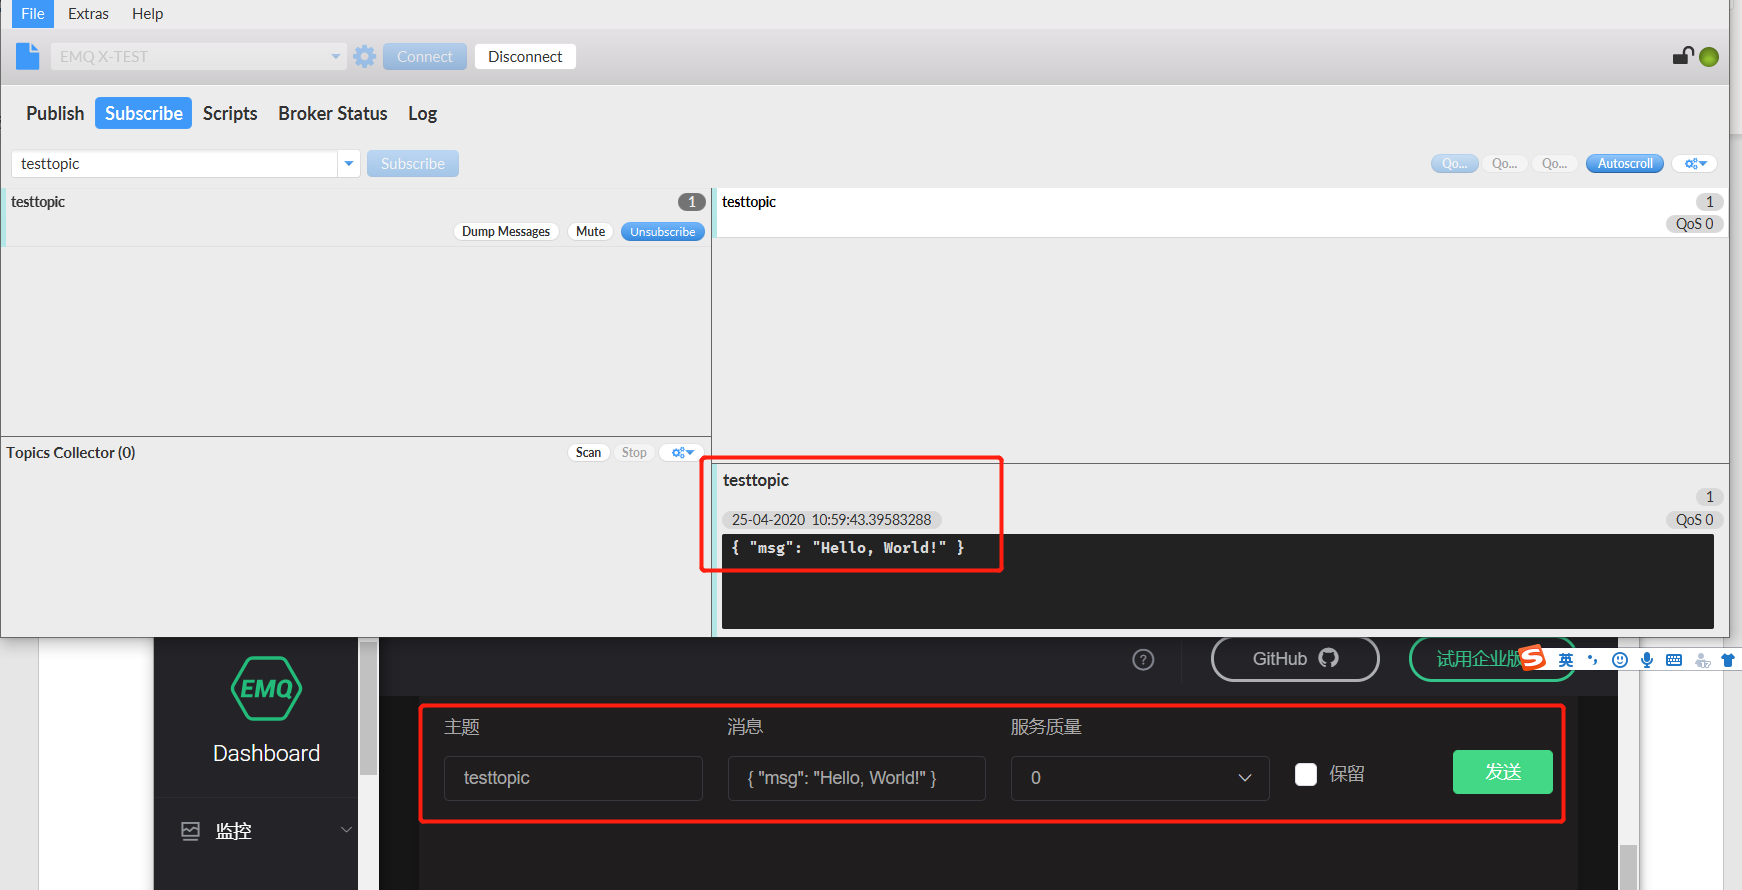 File Extras Help
EMQ X-TEST Connect Disconnect
Publish Subscribe Scripts Broker Status Log
testtopic Subscribe Qo... Qo... Qo... Autoscroll
testtopic 1
Dump Messages Mute Unsubscribe
testtopic 1
QoS 0
Topics Collector (0) Scan Stop
testtopic
1
25-04-2020 10:59:43.39583288 QoS 0
{ "msg": "Hello, World!" }
EMQ
Dashboard
监控
GitHub 试用企业版
S 英
主题 消息 服务质量
testtopic { "msg": "Hello, World!" } 0 保留 发送